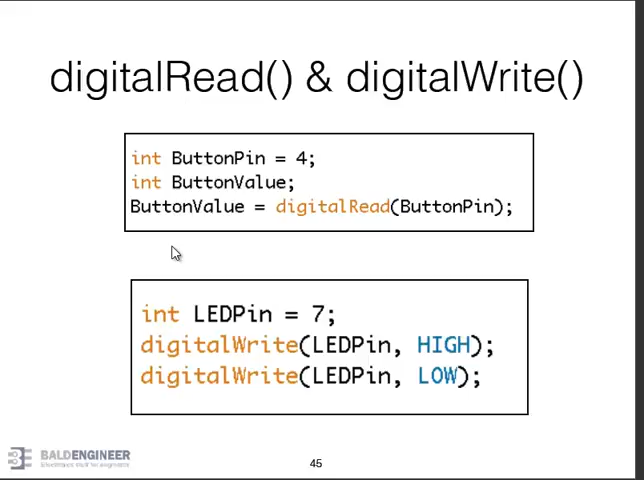 digitalRead() & digitalWrite()
int ButtonPin = 4;
int ButtonValue;
ButtonValue = digitalRead(ButtonPin);
int LEDPin = 7;
digitalWrite(LEDPin, HIGH);
digitalWrite(LEDPin, LOW);
BALDENGINEER
45